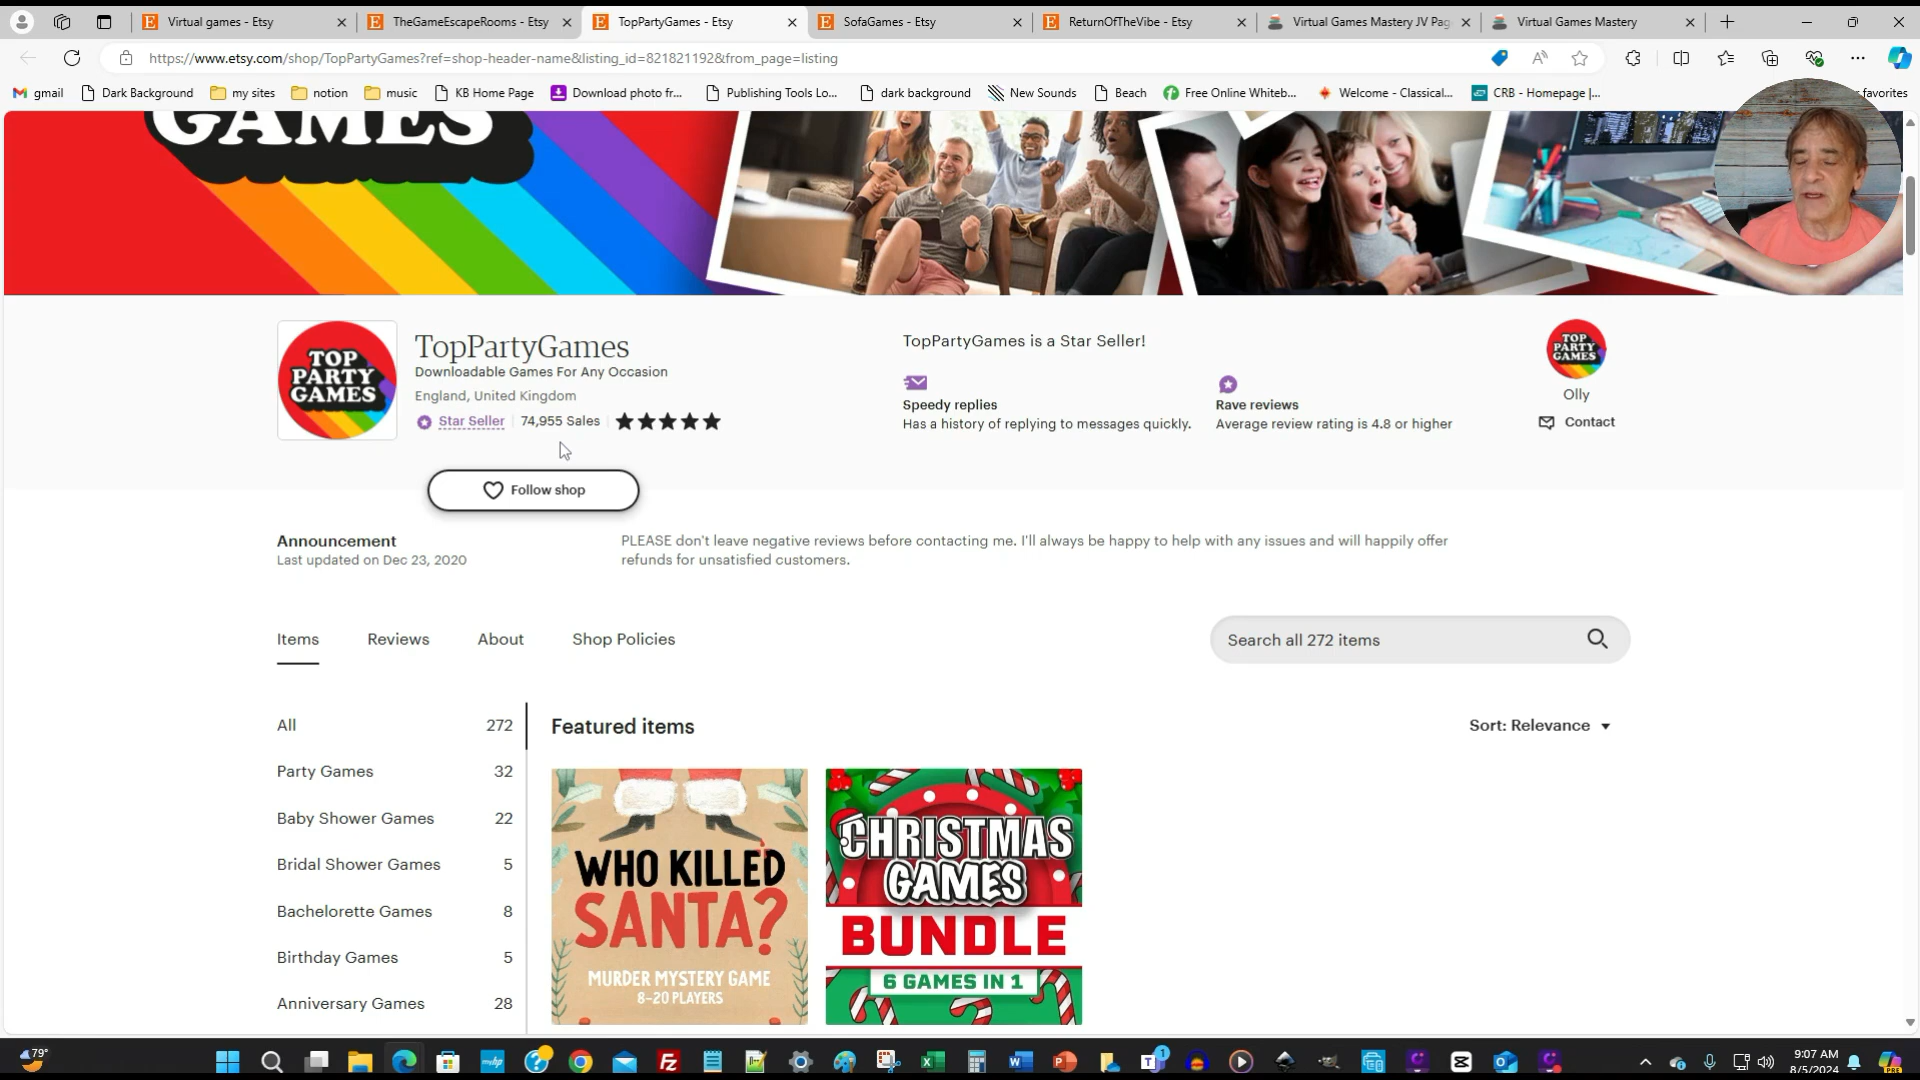 Virtual games - Etsy
TheGameEscapeRooms - Etsy
TopPartyGames - Etsy
SofaGames - Etsy
ReturnOfTheVibe - Etsy
Virtual Games Mastery JV Pag
Virtual Games Mastery
https://www.etsy.com/shop/TopPartyGames?ref=shop-header-name&listing_id=821821192&from_page=listing
gmail
Dark Background
my sites
notion
music
KB Home Page
Download photo fr...
Publishing Tools Lo...
dark background
New Sounds
Beach
Free Online Whiteb...
Welcome - Classical...
CRB - Homepage |...
favorites
GAMES
TOP
PARTY
GAMES
TopPartyGames
Downloadable Games For Any Occasion
England, United Kingdom
Star Seller
74,955 Sales
Follow shop
TopPartyGames is a Star Seller!
Speedy replies
Has a history of replying to messages quickly.
Rave reviews
Average review rating is 4.8 or higher
TOP
PARTY
GAMES
Olly
Contact
Announcement
Last updated on Dec 23, 2020
PLEASE don't leave negative reviews before contacting me. I'll always be happy to help with any issues and will happily offer
refunds for unsatisfied customers.
Items
Reviews
About
Shop Policies
Search all 272 items
All 272
Party Games 32
Baby Shower Games 22
Bridal Shower Games 5
Bachelorette Games 8
Birthday Games 5
Anniversary Games 28
Featured items
Sort: Relevance
WHO KILLED
SANTA?
MURDER MYSTERY GAME
8-20 PLAYERS
CHRISTMAS
GAMES
BUNDLE
6 GAMES IN 1
79°
9:07 AM
8/5/2024